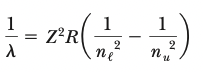 1/λ = Z²R(1/n_ℓ² − 1/n_u²)